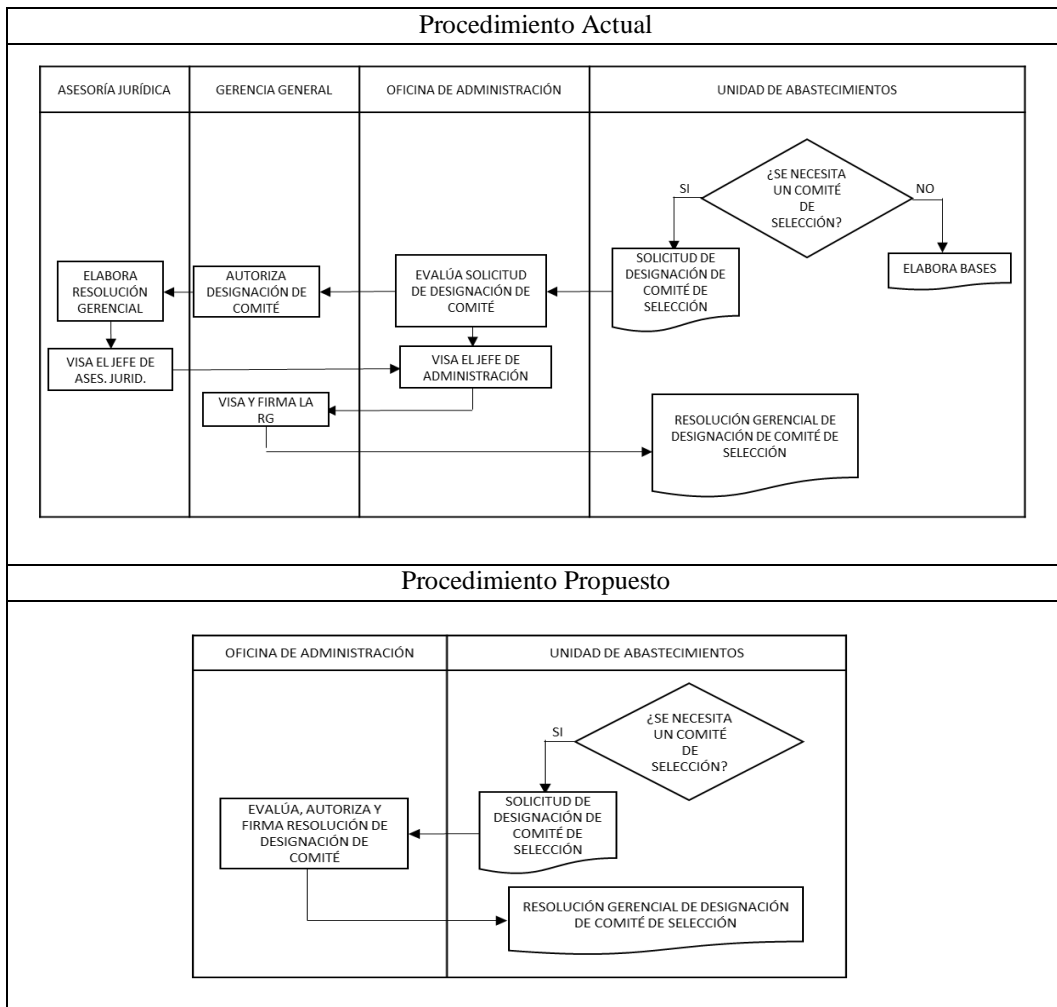 Procedimiento Actual
ASESORÍA JURÍDICA
GERENCIA GENERAL
OFICINA DE ADMINISTRACIÓN
UNIDAD DE ABASTECIMIENTOS
¿SE NECESITA
UN COMITÉ
DE
SELECCIÓN?
SI
NO
SOLICITUD DE
DESIGNACIÓN DE
COMITÉ DE
SELECCIÓN
ELABORA BASES
EVALÚA SOLICITUD
DE DESIGNACIÓN DE
COMITÉ
AUTORIZA
DESIGNACIÓN DE
COMITÉ
ELABORA
RESOLUCIÓN
GERENCIAL
VISA EL JEFE DE
ASES. JURID.
VISA EL JEFE DE
ADMINISTRACIÓN
VISA Y FIRMA LA
RG
RESOLUCIÓN GERENCIAL DE
DESIGNACIÓN DE COMITÉ DE
SELECCIÓN
Procedimiento Propuesto
OFICINA DE ADMINISTRACIÓN
UNIDAD DE ABASTECIMIENTOS
¿SE NECESITA
UN COMITÉ
DE
SELECCIÓN?
SI
SOLICITUD DE
DESIGNACIÓN DE
COMITÉ DE
SELECCIÓN
EVALÚA, AUTORIZA Y
FIRMA RESOLUCIÓN DE
DESIGNACIÓN DE
COMITÉ
RESOLUCIÓN GERENCIAL DE DESIGNACIÓN
DE COMITÉ DE SELECCIÓN